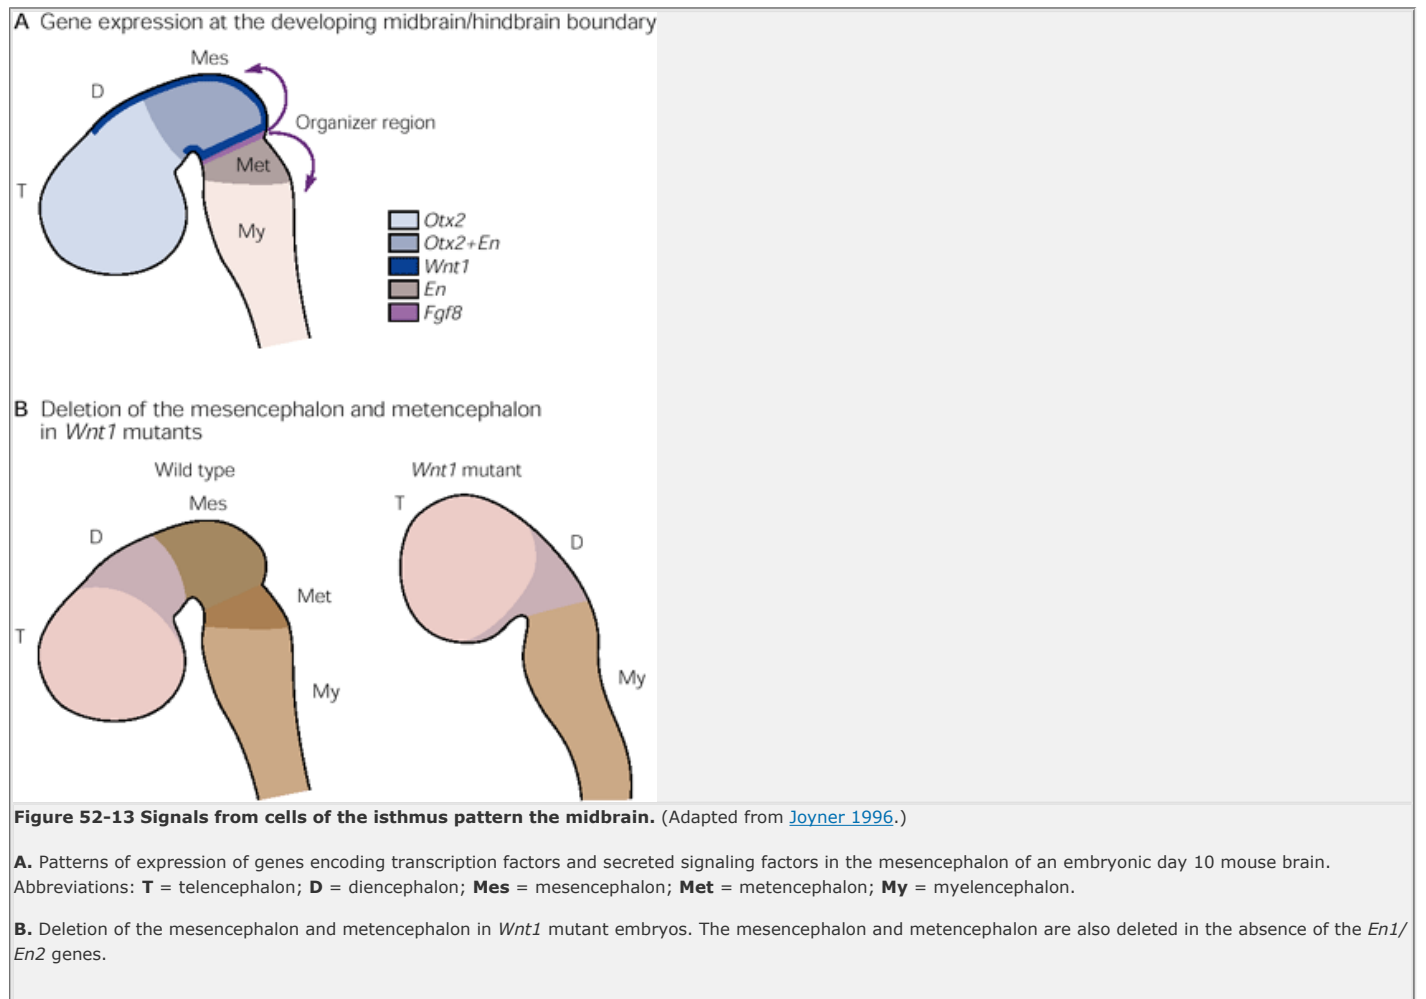 A Gene expression at the developing midbrain/hindbrain boundary
Mes
D
Organizer region
Met
T
My
Otx2
Otx2+En
Wnt1
En
Fgf8
B Deletion of the mesencephalon and metencephalon
in Wnt1 mutants
Wild type
Mes
D
Met
T
My
Wnt1 mutant
T
D
My
Figure 52-13 Signals from cells of the isthmus pattern the midbrain. (Adapted from Joyner 1996.)
A. Patterns of expression of genes encoding transcription factors and secreted signaling factors in the mesencephalon of an embryonic day 10 mouse brain.
Abbreviations: T = telencephalon; D = diencephalon; Mes = mesencephalon; Met = metencephalon; My = myelencephalon.
B. Deletion of the mesencephalon and metencephalon in Wnt1 mutant embryos. The mesencephalon and metencephalon are also deleted in the absence of the En1/
En2 genes.